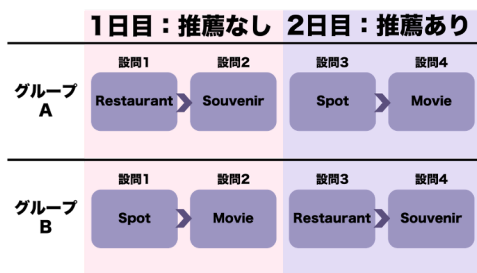 1日目：推薦なし 2日目：推薦あり
設問1 設問2 設問3 設問4
グループ
A
Restaurant Souvenir Spot Movie
設問1 設問2 設問3 設問4
グループ
B
Spot Movie Restaurant Souvenir